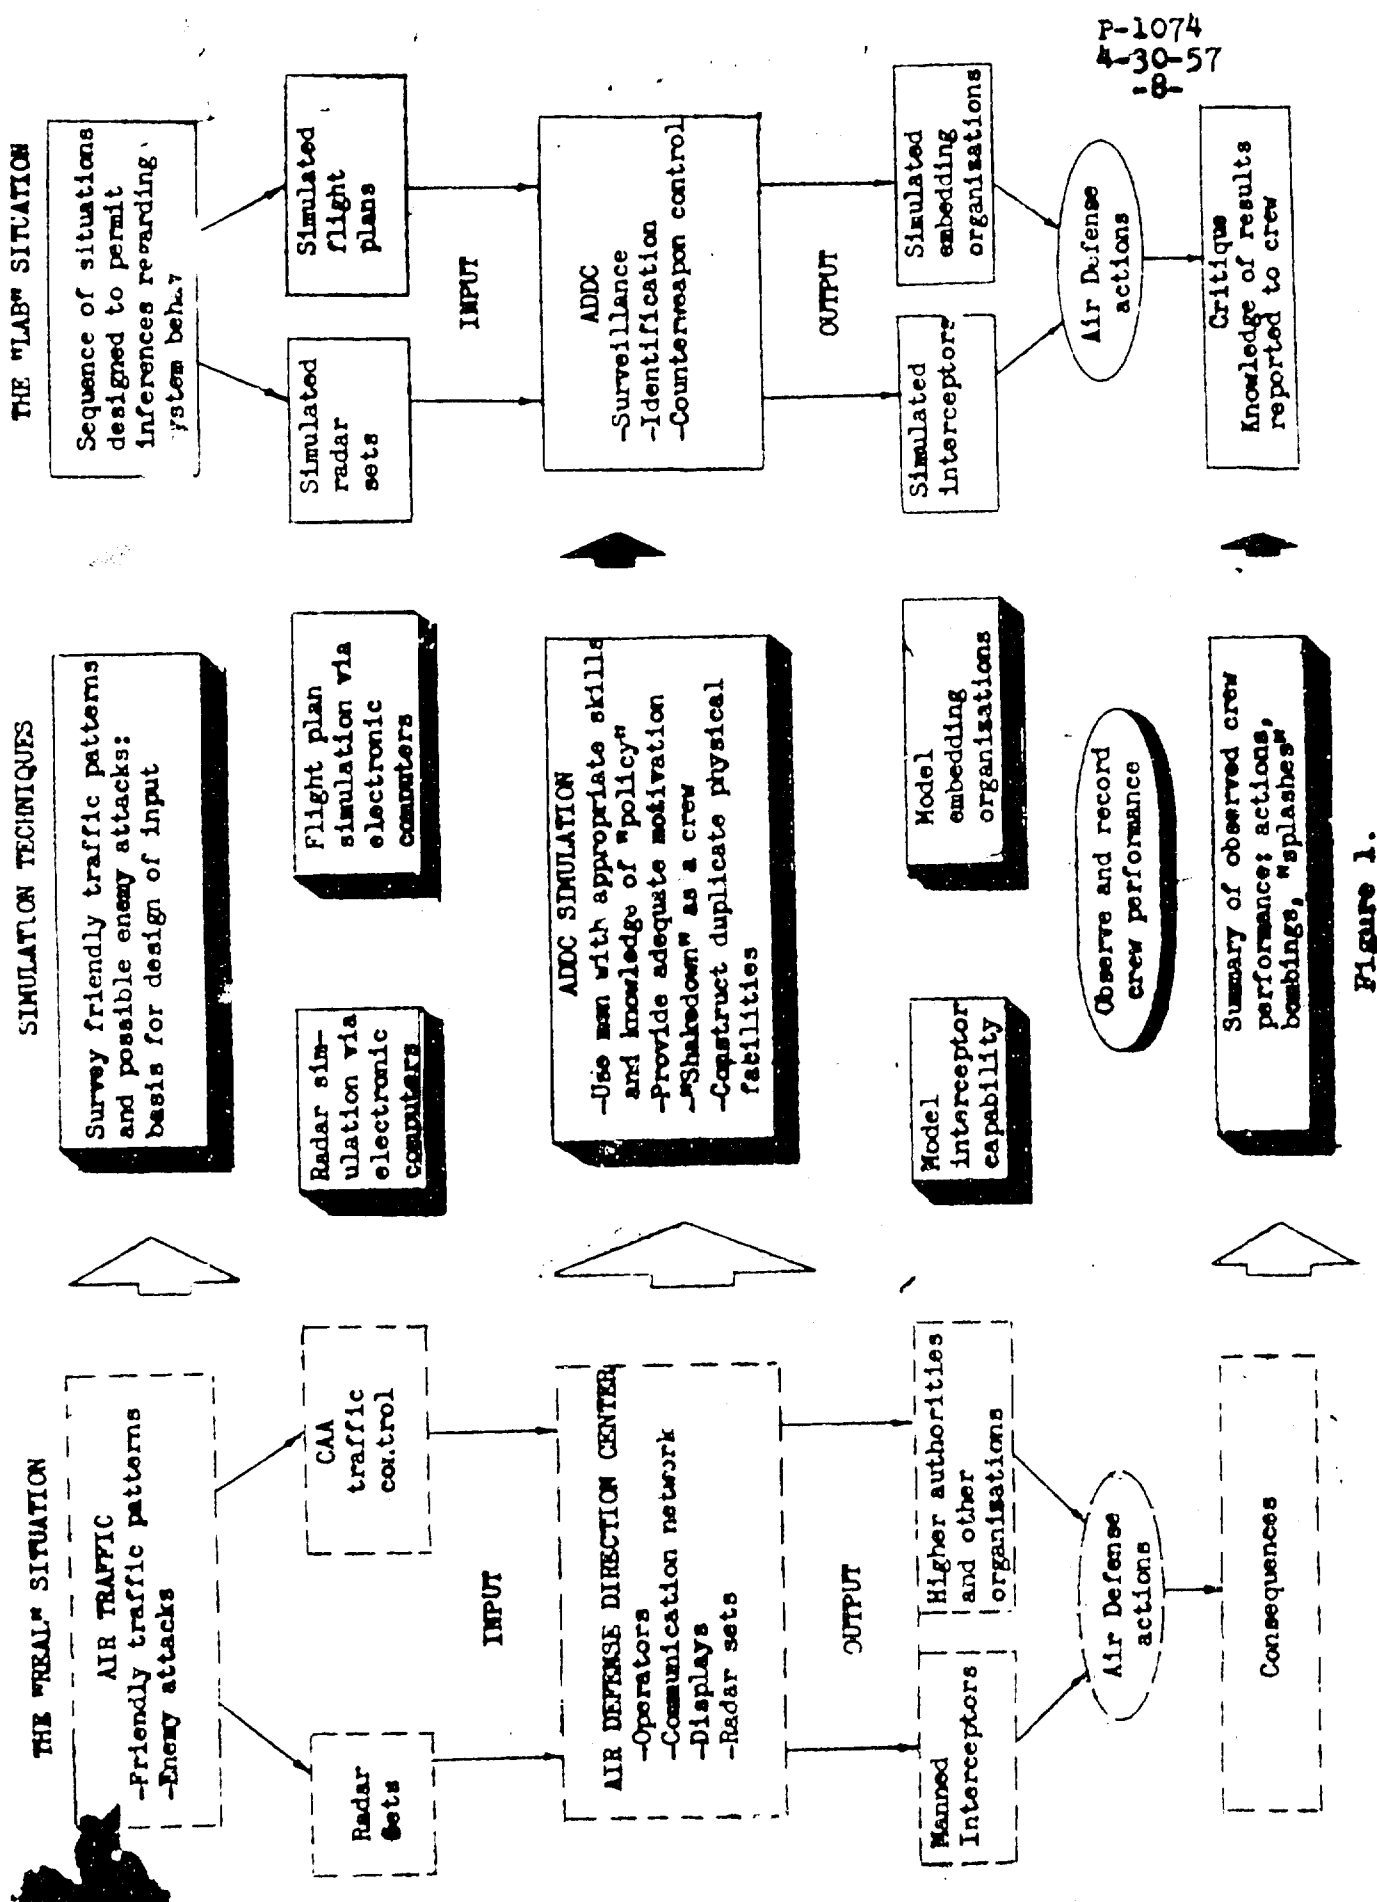 P-1074
4-30-57
-8-
THE "REAL" SITUATION
AIR TRAFFIC
-Friendly traffic patterns
-Enemy attacks
Radar
Sets
CAA
traffic
control
INPUT
AIR DEFENSE DIRECTION CENTER
-Operators
-Communication network
-Displays
-Radar sets
OUTPUT
Manned
Interceptors
Higher authorities
and other
organizations
Air Defense
actions
Consequences
SIMULATION TECHNIQUES
Survey friendly traffic patterns
and possible enemy attacks:
basis for design of input
Radar sim-
ulation via
electronic
computers
Flight plan
simulation via
electronic
computers
ADDC SIMULATION
-Use men with appropriate skills
and knowledge of "policy"
-Provide adequate motivation
-"Shakedown" as a crew
-Construct duplicate physical
facilities
Model
interceptor
capability
Model
embedding
organizations
Observe and record
crew performance
Summary of observed crew
performance: actions,
bombings, "splashes"
THE "LAB" SITUATION
Sequence of situations
designed to permit
inferences regarding
ystem behav
Simulated
radar
sets
Simulated
flight
plans
INPUT
ADDC
-Surveillance
-Identification
-Counterweapon control
OUTPUT
Simulated
interceptors
Simulated
embedding
organizations
Air Defense
actions
Critique
Knowledge of results
reported to crew
Figure 1.